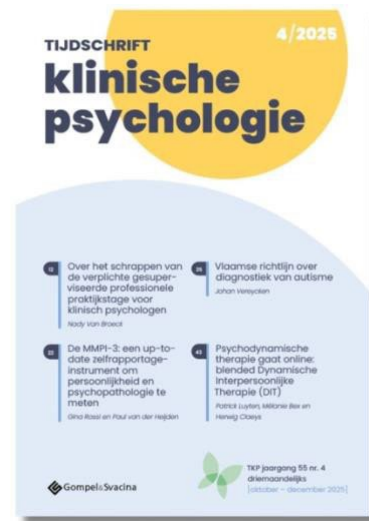 4/2025
TIJDSCHRIFT
klinische
psychologie
12
Over het schrappen van
de verplichte gesuper-
viseerde professionele
praktijkstage voor
klinisch psychologen
Nady Van Broeck
Vlaamse richtlijn over
diagnostiek van autisme
Johan Vereycken
De MMPI-3: een up-to-
date zelfrapportage-
instrument om
persoonlijkheid en
psychopathologie te
meten
Gina Rossi en Paul van der Heijden
43
Psychodynamische
therapie gaat online:
blended Dynamische
Interpersoonlijke
Therapie (DIT)
Patrick Luyten, Mélanie Bex en
Herwig Claeys
Gompel&Svacina
TKP jaargang 55 nr. 4
driemaandelijks
[oktober – december 2025]